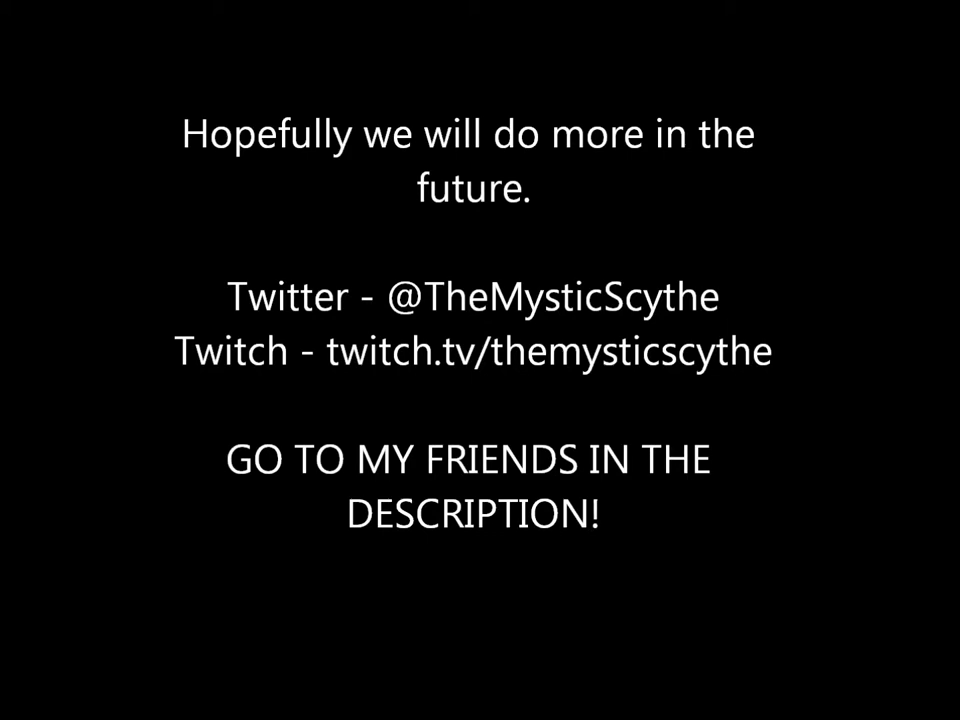 Hopefully we will do more in the
future.
Twitter - @TheMysticScythe
Twitch - twitch.tv/themysticscythe
GO TO MY FRIENDS IN THE
DESCRIPTION!